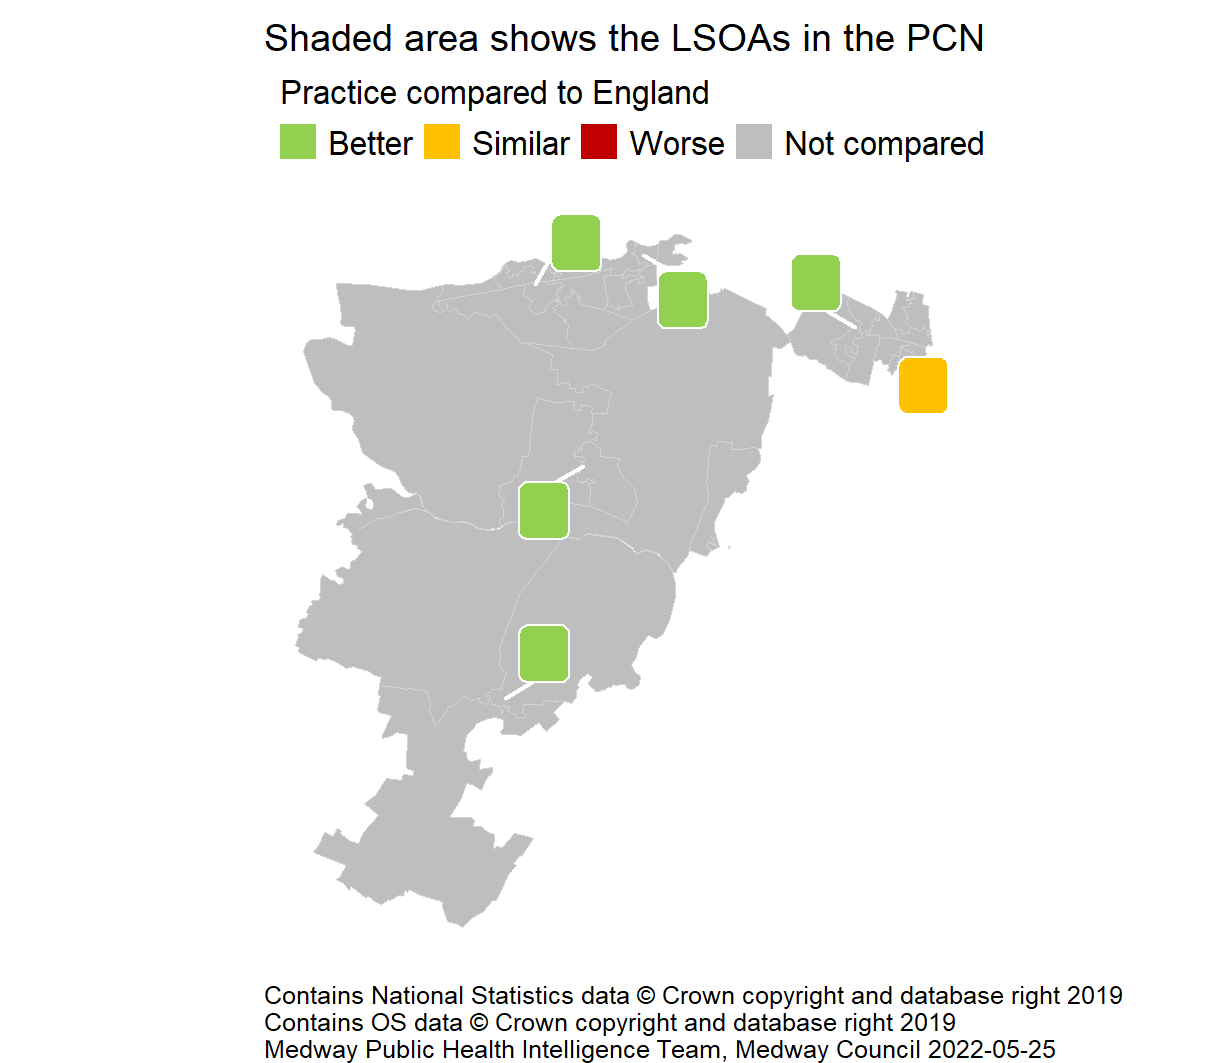 Shaded area shows the LSOAs in the PCN
Practice compared to England
Better Similar Worse Not compared
Contains National Statistics data © Crown copyright and database right 2019
Contains OS data © Crown copyright and database right 2019
Medway Public Health Intelligence Team, Medway Council 2022-05-25